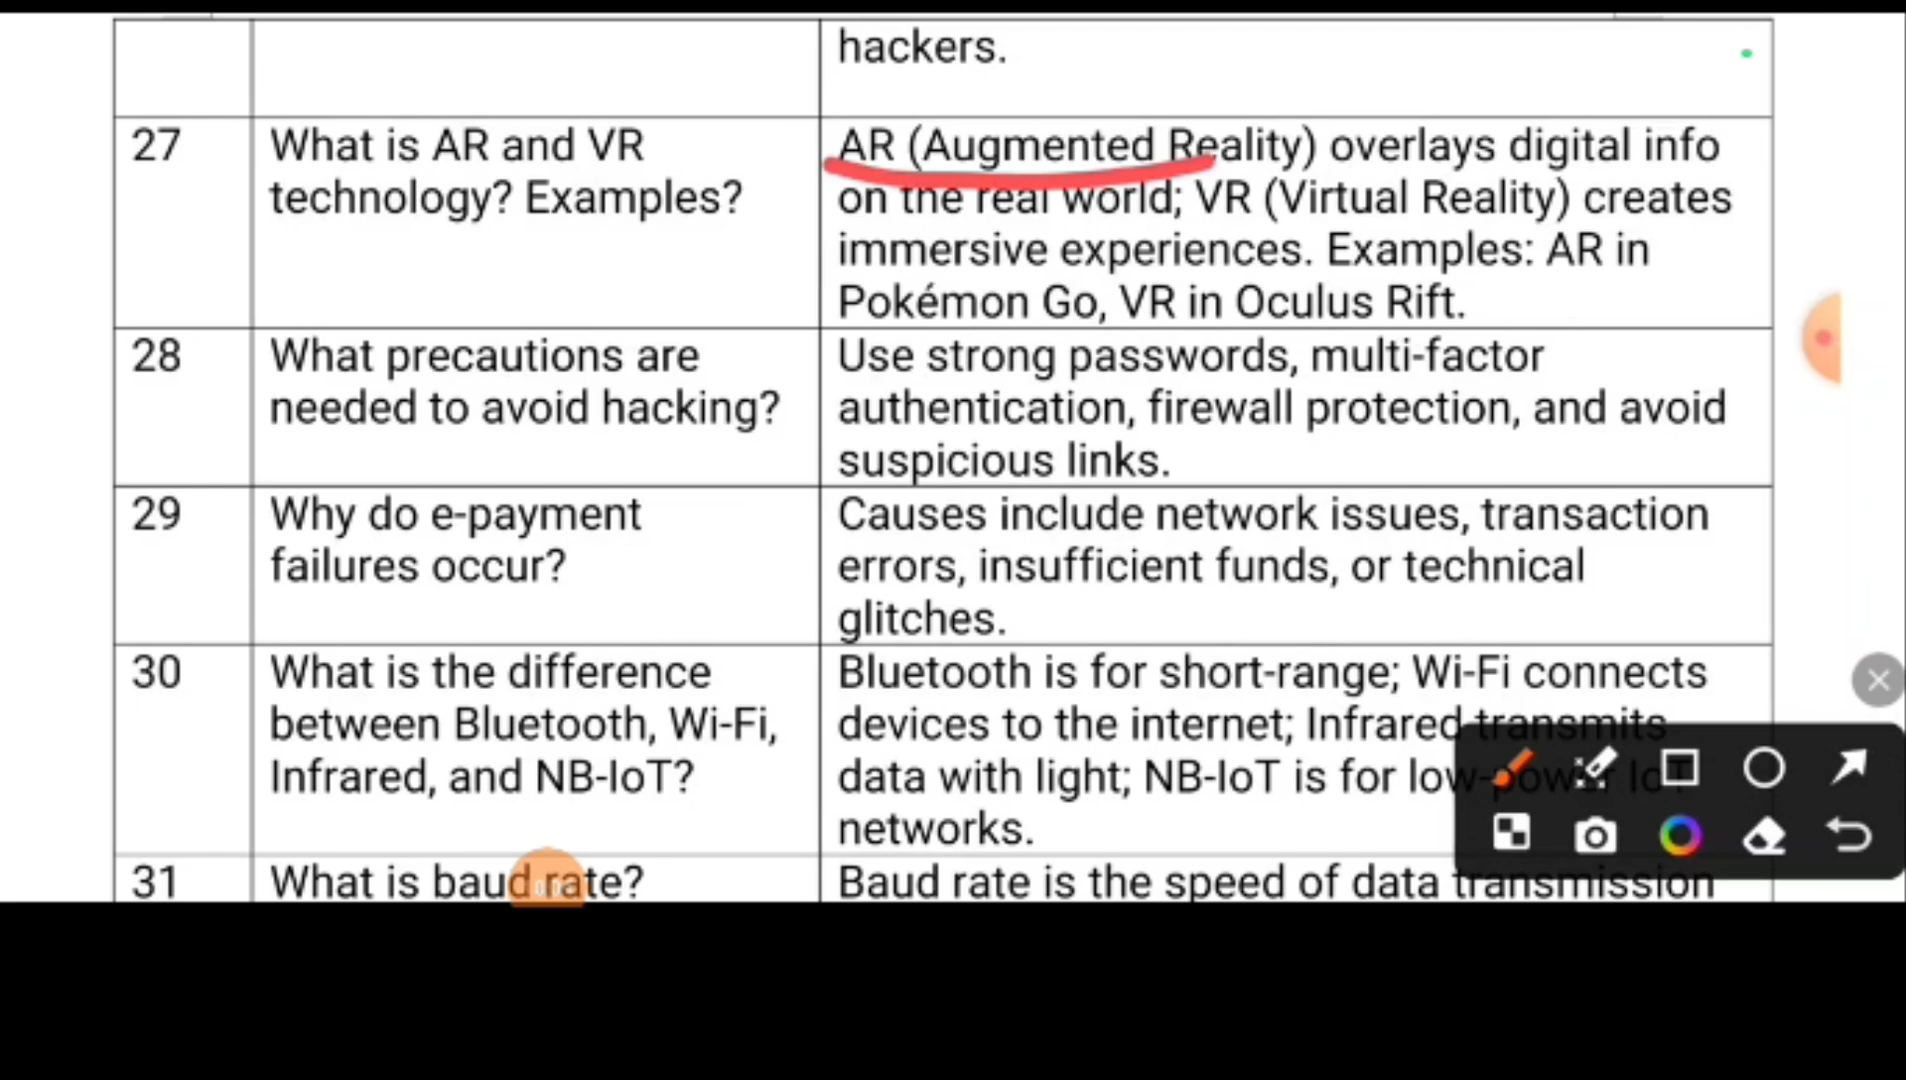 hackers.
27
What is AR and VR
technology? Examples?
AR (Augmented Reality) overlays digital info
on the real world; VR (Virtual Reality) creates
immersive experiences. Examples: AR in
Pokémon Go, VR in Oculus Rift.
28
What precautions are
needed to avoid hacking?
Use strong passwords, multi-factor
authentication, firewall protection, and avoid
suspicious links.
29
Why do e-payment
failures occur?
Causes include network issues, transaction
errors, insufficient funds, or technical
glitches.
30
What is the difference
between Bluetooth, Wi-Fi,
Infrared, and NB-IoT?
Bluetooth is for short-range; Wi-Fi connects
devices to the internet; Infrared transmits
data with light; NB-IoT is for low-power IoT
networks.
31
What is baud rate?
Baud rate is the speed of data transmission